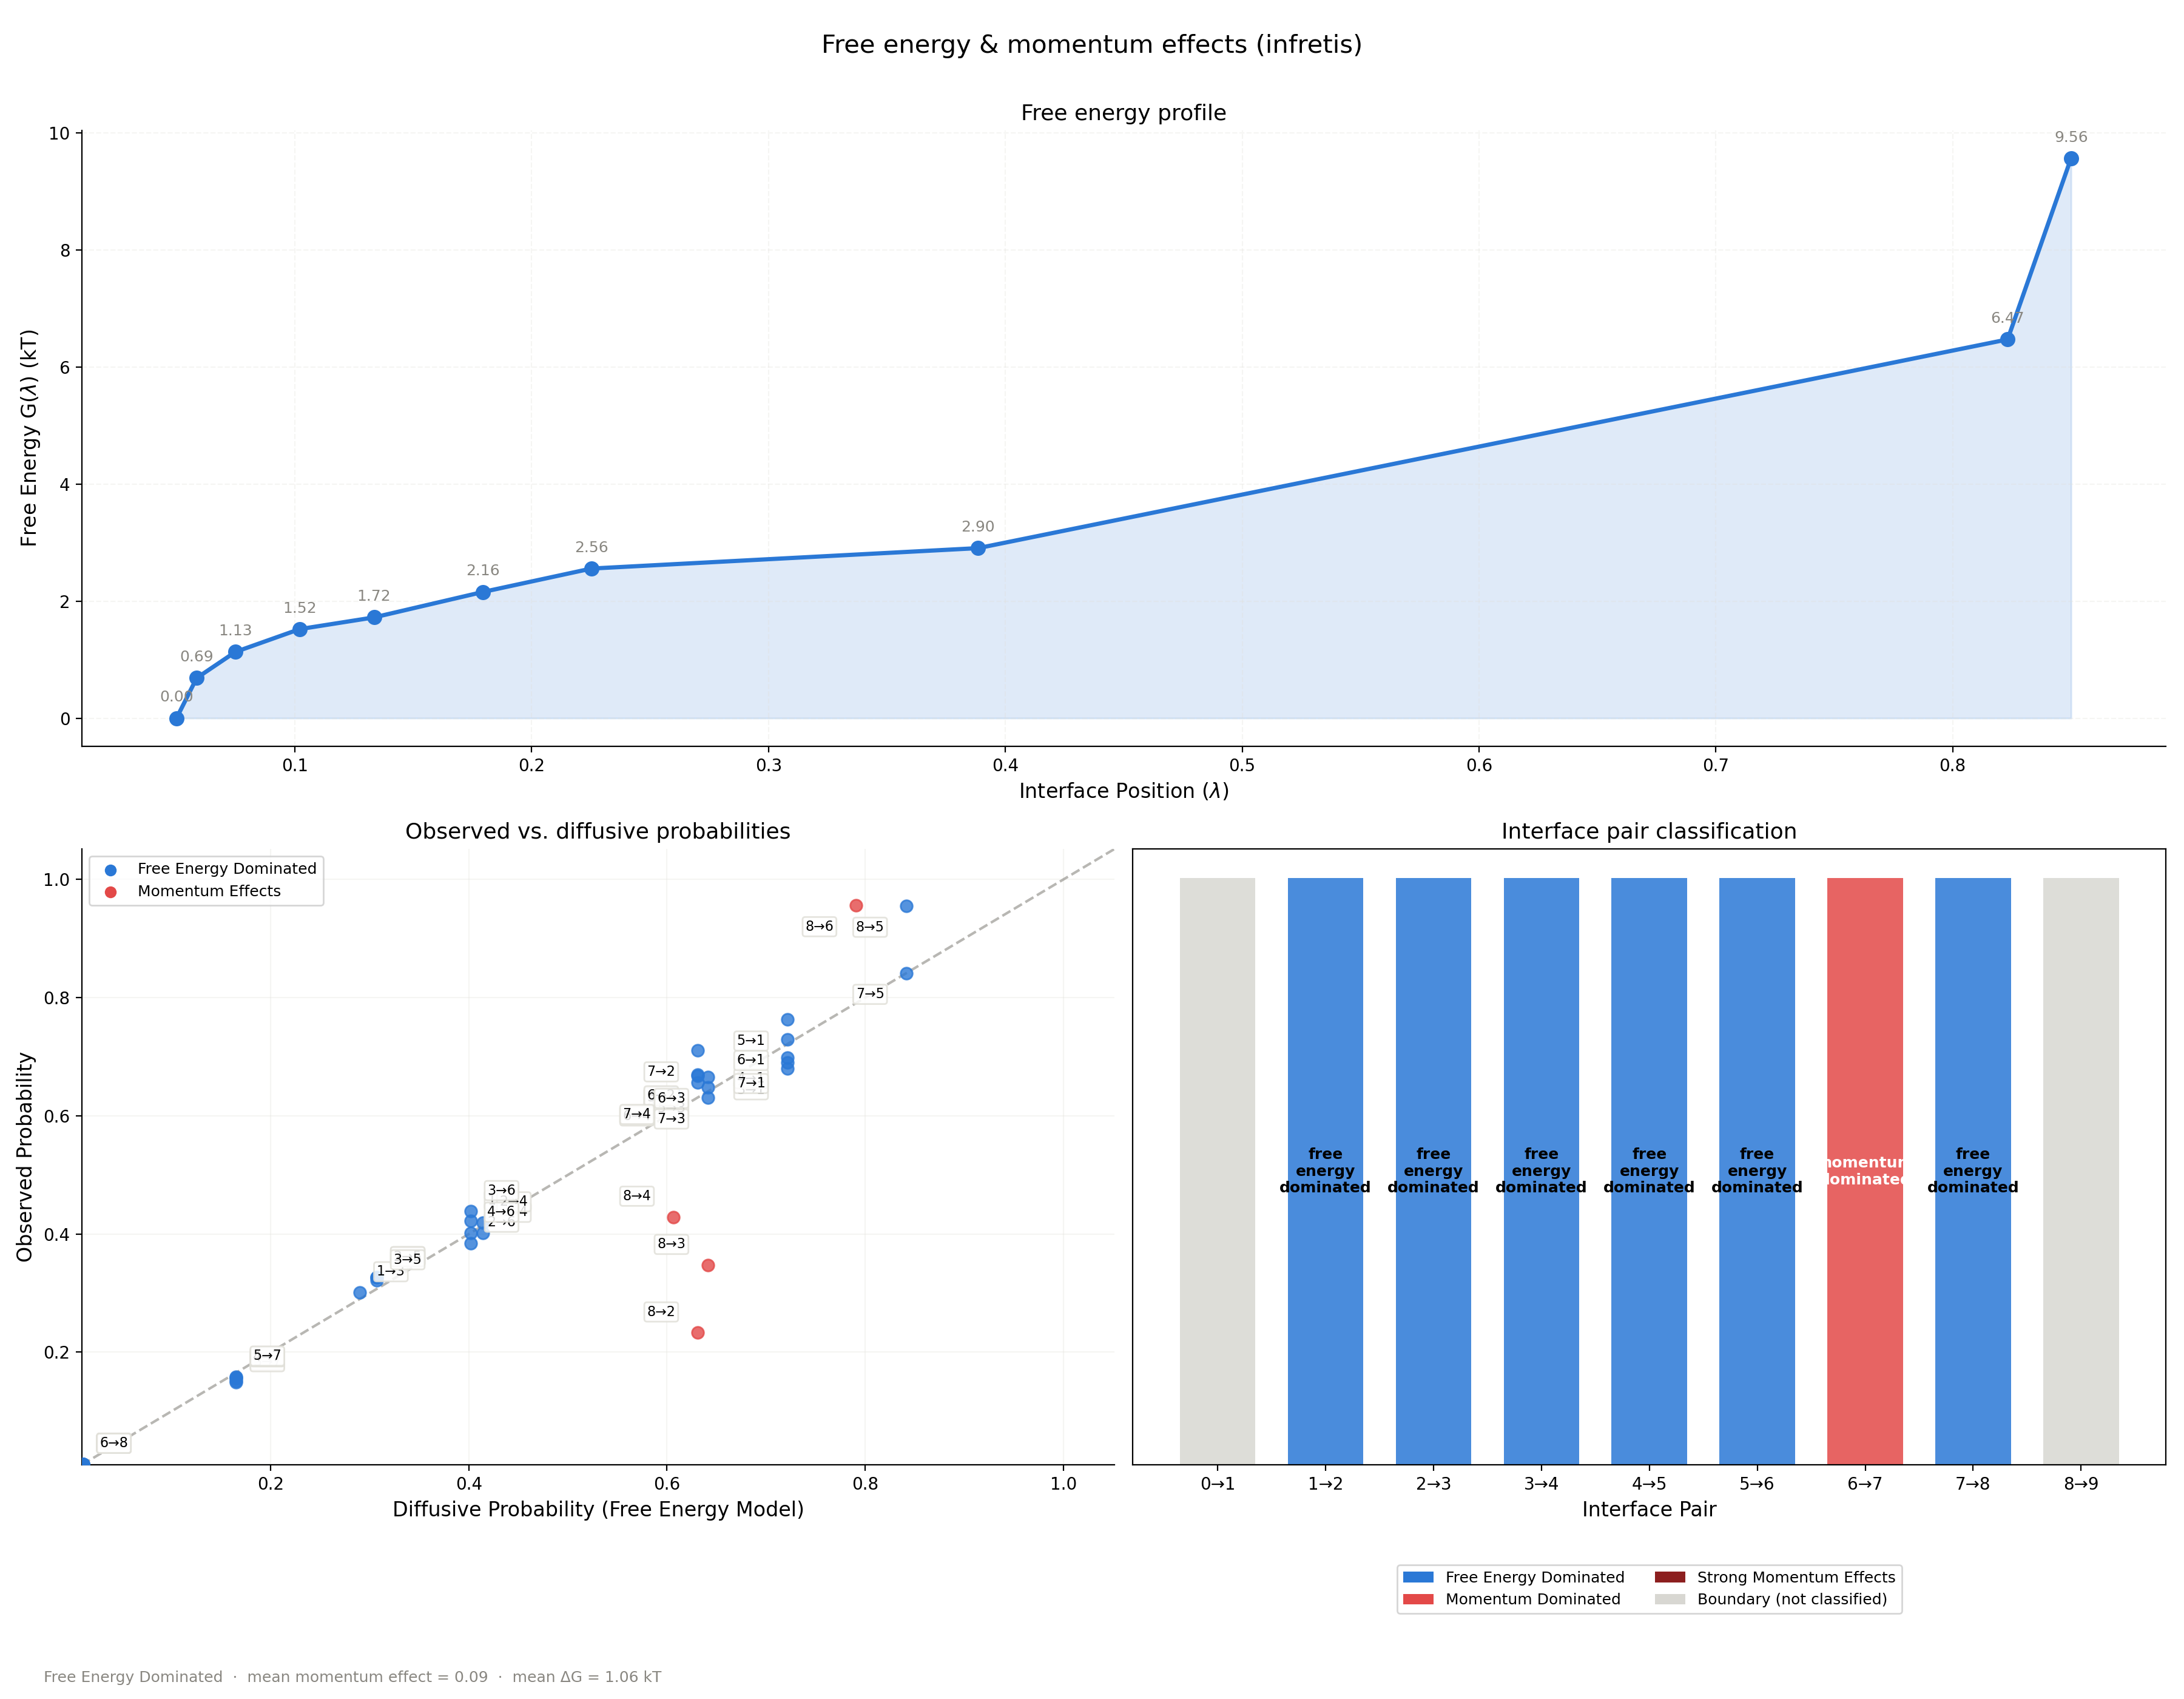 Free energy & momentum effects (infretis)
Free energy profile
Free Energy G(λ) (kT)
10
8
6
4
2
0
0.00
0.69
1.13
1.52
1.72
2.16
2.56
2.90
6.47
9.56
0.1
0.2
0.3
0.4
0.5
0.6
0.7
0.8
Interface Position (λ)
Observed vs. diffusive probabilities
Observed Probability
1.0
0.8
0.6
0.4
0.2
Free Energy Dominated
Momentum Effects
8→6
8→5
7→5
5→1
6→1
7→1
7→2
6→3
7→4
7→3
8→4
3→6
4→6
8→3
3→5
1→3
8→2
5→7
6→8
0.2
0.4
0.6
0.8
1.0
Diffusive Probability (Free Energy Model)
Interface pair classification
free
energy
dominated
free
energy
dominated
free
energy
dominated
free
energy
dominated
free
energy
dominated
momentum
dominated
free
energy
dominated
0→1
1→2
2→3
3→4
4→5
5→6
6→7
7→8
8→9
Interface Pair
Free Energy Dominated
Momentum Dominated
Strong Momentum Effects
Boundary (not classified)
Free Energy Dominated · mean momentum effect = 0.09 · mean ΔG = 1.06 kT